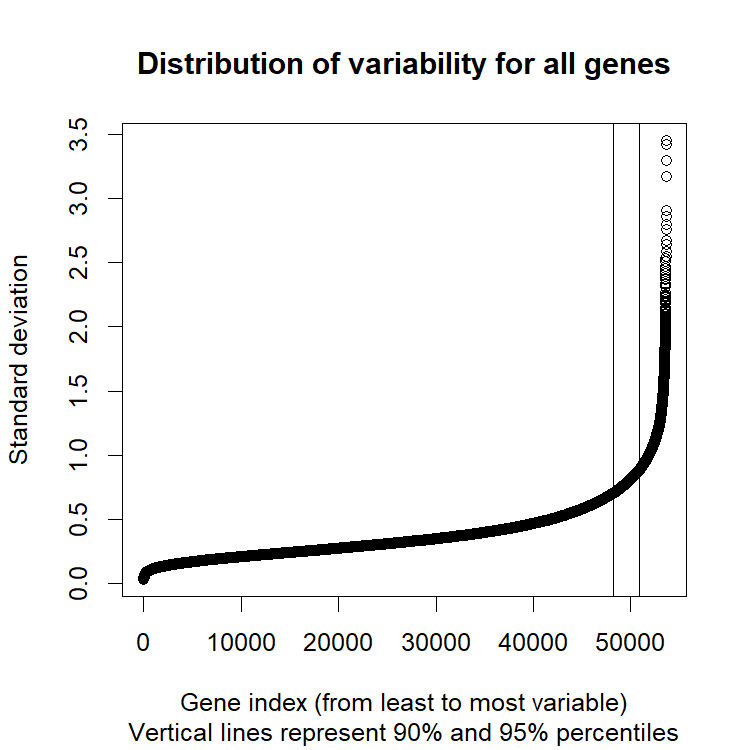 Distribution of variability for all genes
Standard deviation
3.5
3.0
2.5
2.0
1.5
1.0
0.5
0.0
0 10000 20000 30000 40000 50000
Gene index (from least to most variable)
Vertical lines represent 90% and 95% percentiles